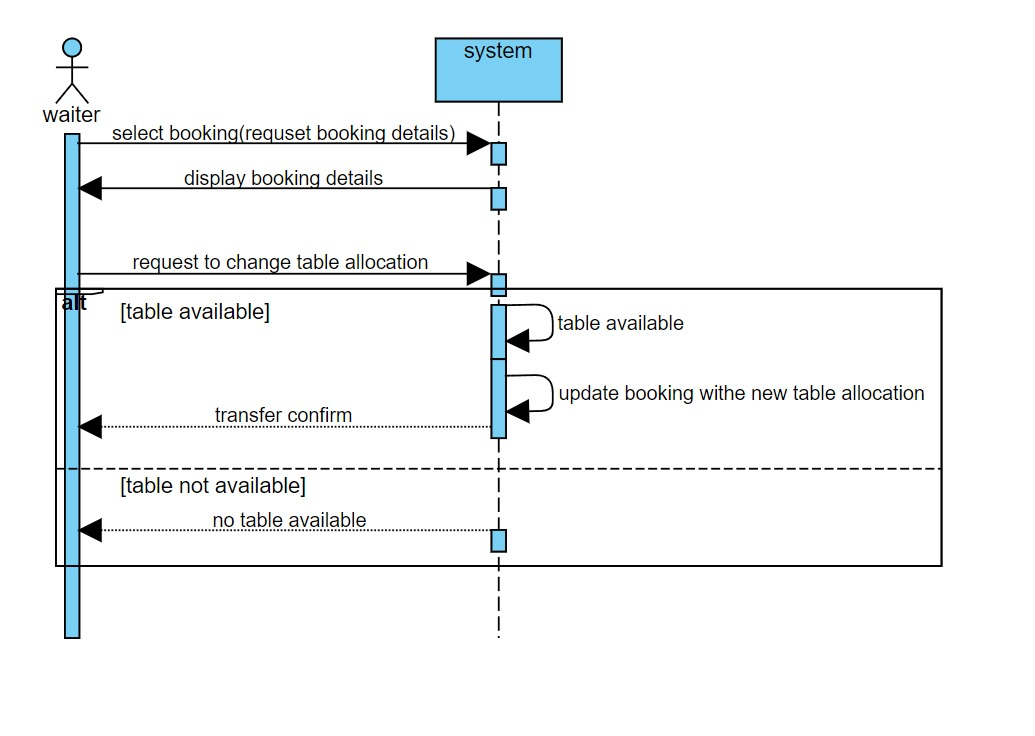 system
waiter
select booking(requset booking details)
display booking details
request to change table allocation
alt
[table available]
table available
update booking withe new table allocation
transfer confirm
[table not available]
no table available